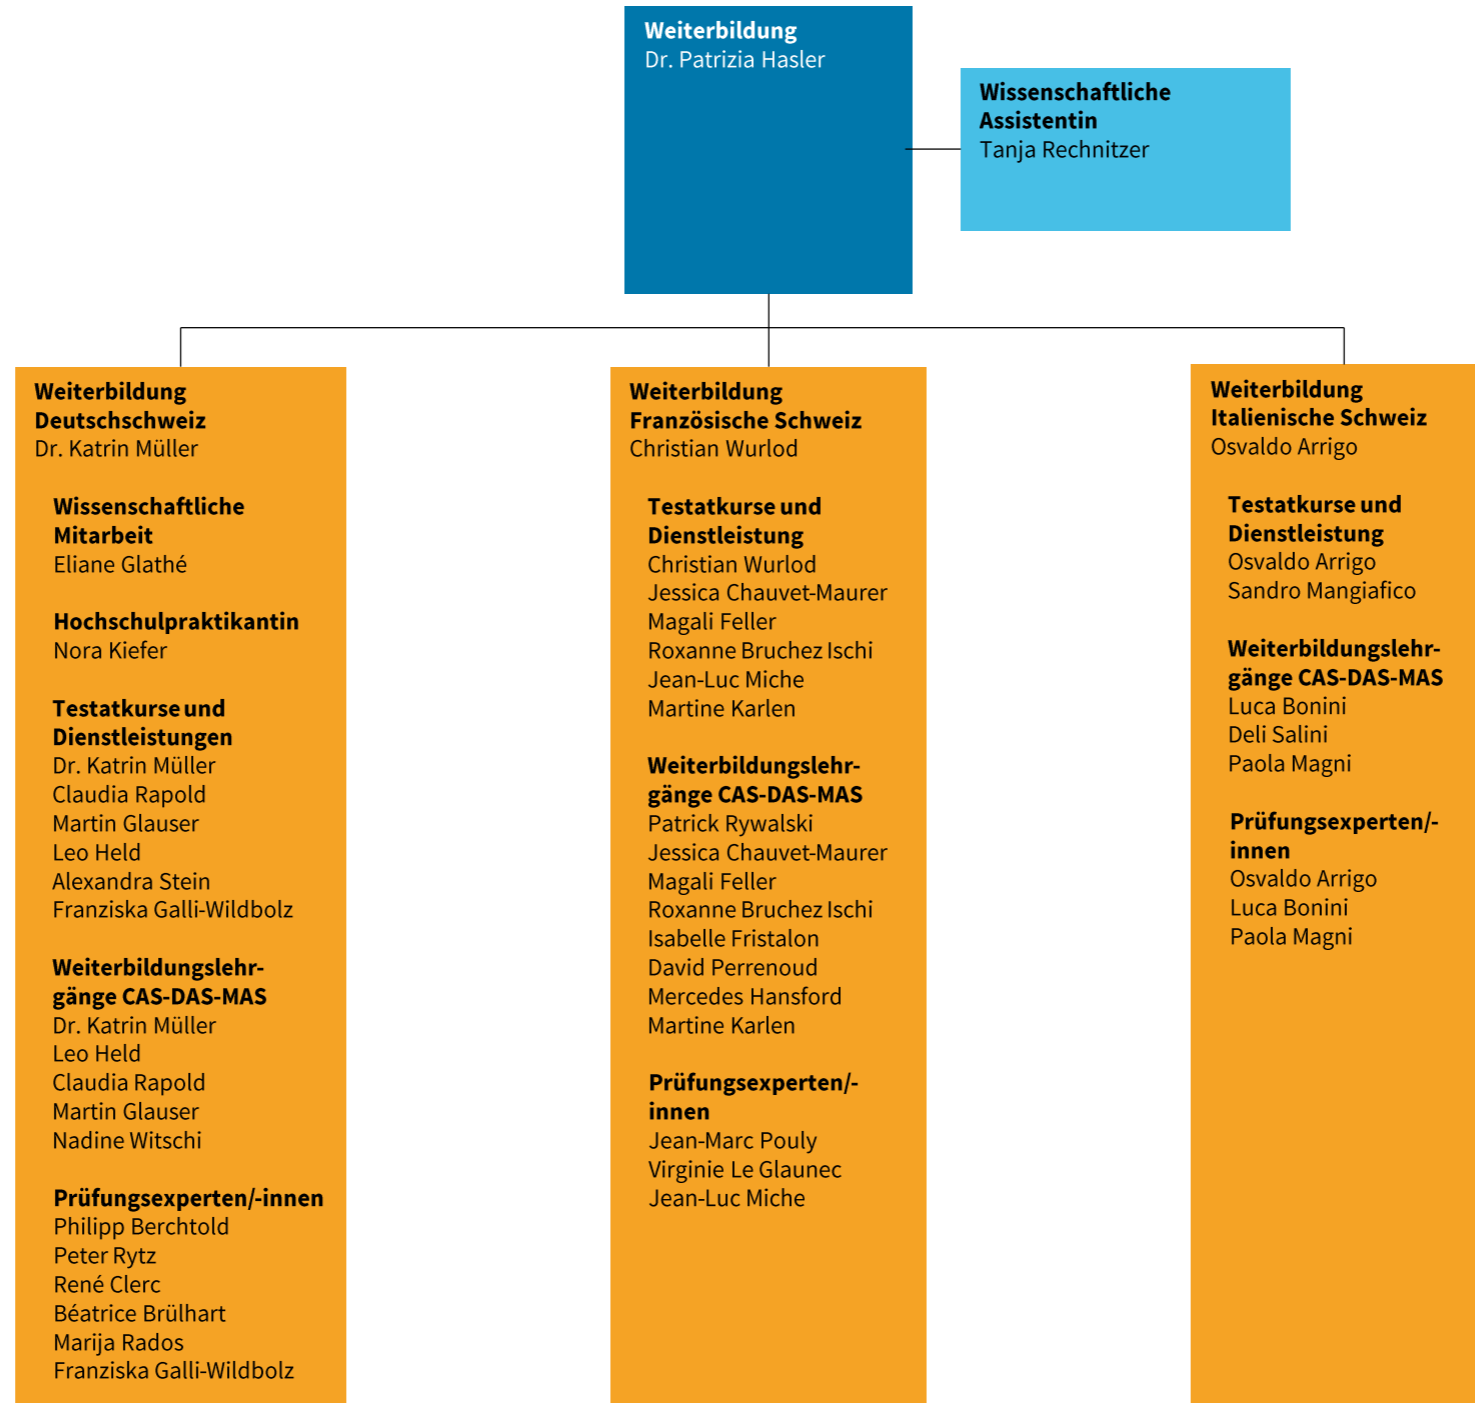 Weiterbildung
Dr. Patrizia Hasler
Wissenschaftliche
Assistentin
Tanja Rechnitzer
Weiterbildung
Deutschschweiz
Dr. Katrin Müller
Wissenschaftliche
Mitarbeit
Eliane Glathé
Hochschulpraktikantin
Nora Kiefer
Testatkurse und
Dienstleistungen
Dr. Katrin Müller
Claudia Rapold
Martin Glauser
Leo Held
Alexandra Stein
Franziska Galli-Wildbolz
Weiterbildungslehr-
gänge CAS-DAS-MAS
Dr. Katrin Müller
Leo Held
Claudia Rapold
Martin Glauser
Nadine Witschi
Prüfungsexperten/-innen
Philipp Berchtold
Peter Rytz
René Clerc
Béatrice Brülhart
Marija Rados
Franziska Galli-Wildbolz
Weiterbildung
Französische Schweiz
Christian Wurlod
Testatkurse und
Dienstleistung
Christian Wurlod
Jessica Chauvet-Maurer
Magali Feller
Roxanne Bruchez Ischi
Jean-Luc Miche
Martine Karlen
Weiterbildungslehr-
gänge CAS-DAS-MAS
Patrick Rywalski
Jessica Chauvet-Maurer
Magali Feller
Roxanne Bruchez Ischi
Isabelle Fristalon
David Perrenoud
Mercedes Hansford
Martine Karlen
Prüfungsexperten/-
innen
Jean-Marc Pouly
Virginie Le Glaunec
Jean-Luc Miche
Weiterbildung
Italienische Schweiz
Osvaldo Arrigo
Testatkurse und
Dienstleistung
Osvaldo Arrigo
Sandro Mangiafico
Weiterbildungslehr-
gänge CAS-DAS-MAS
Luca Bonini
Deli Salini
Paola Magni
Prüfungsexperten/-
innen
Osvaldo Arrigo
Luca Bonini
Paola Magni